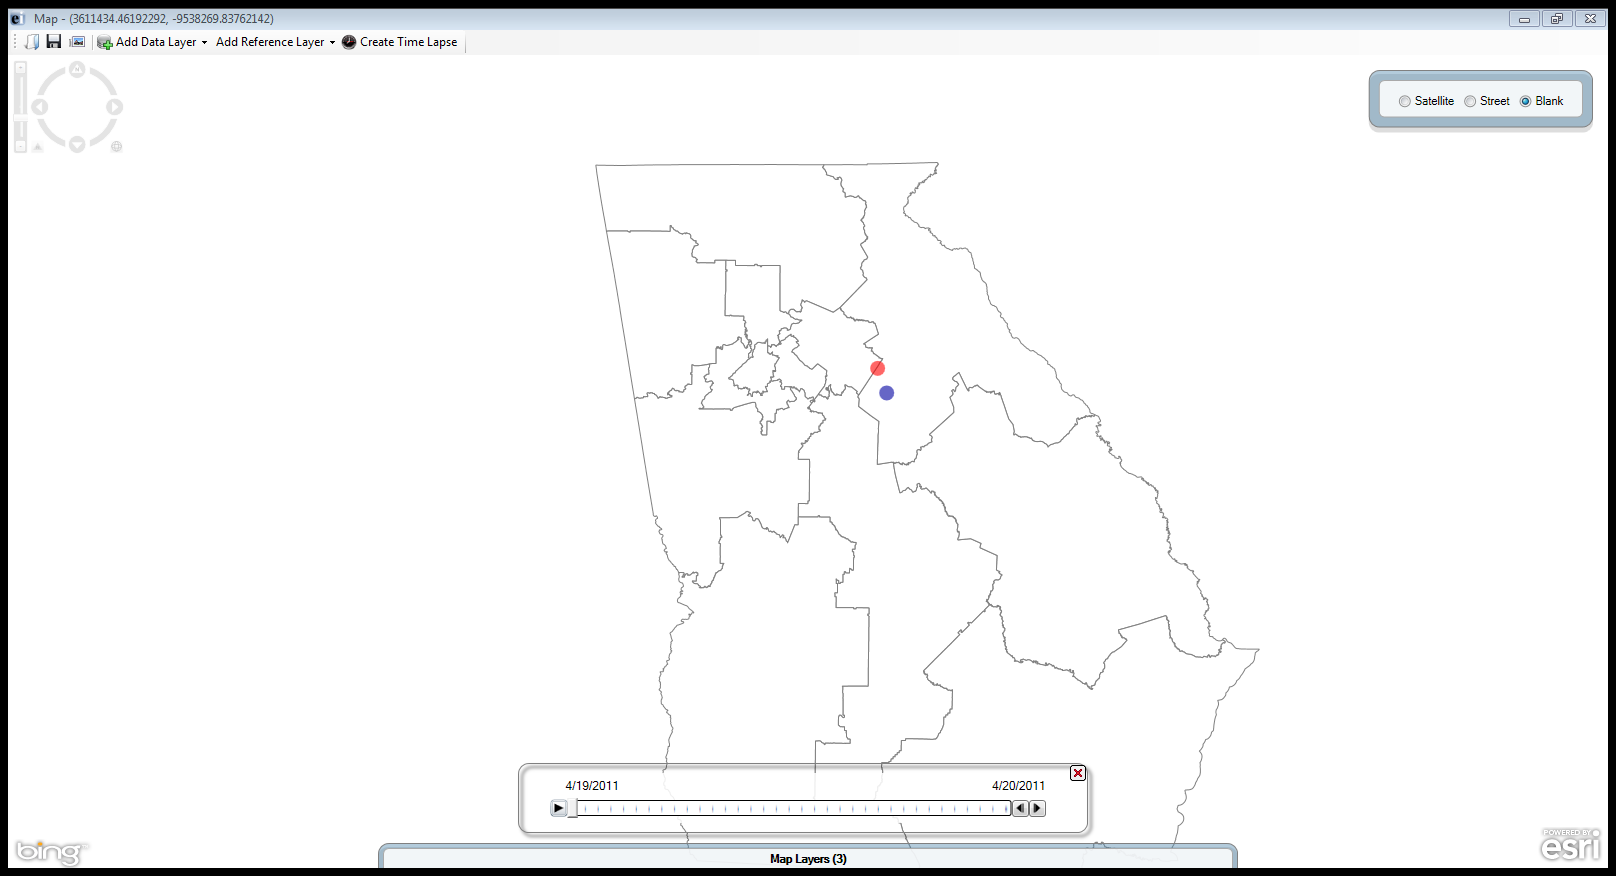 Map - (3611434.46192292, -9538269.83762142)
Add Data Layer Add Reference Layer Create Time Lapse
Satellite Street Blank
4/19/2011 4/20/2011
bing
POWERED BY
esri
Map Layers (3)